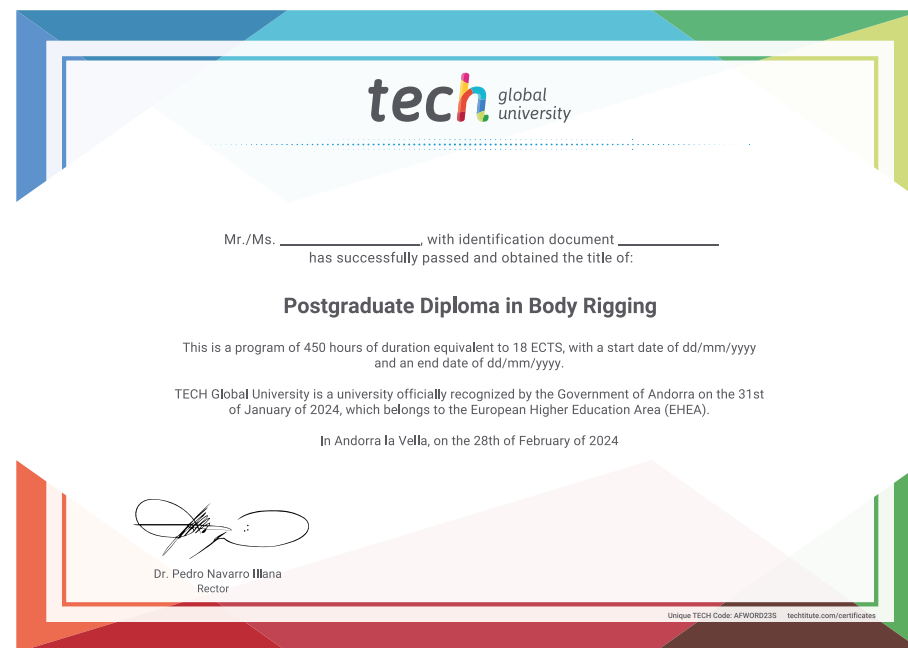 tech global
university
Mr./Ms. ____________, with identification document ____________
has successfully passed and obtained the title of:
Postgraduate Diploma in Body Rigging
This is a program of 450 hours of duration equivalent to 18 ECTS, with a start date of dd/mm/yyyy
and an end date of dd/mm/yyyy.
TECH Global University is a university officially recognized by the Government of Andorra on the 31st
of January of 2024, which belongs to the European Higher Education Area (EHEA).
In Andorra la Vella, on the 28th of February of 2024
Dr. Pedro Navarro Illana
Rector
Unique TECH Code: AFWORD23S techtitute.com/certificates